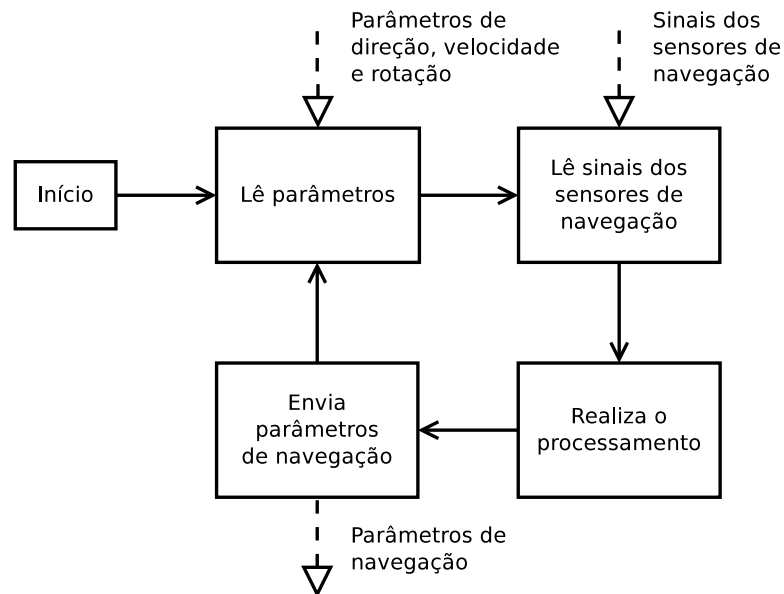 Parâmetros de
direção, velocidade
e rotação
Sinais dos
sensores de
navegação
Início
Lê parâmetros
Lê sinais dos
sensores de
navegação
Envia
parâmetros
de navegação
Realiza o
processamento
Parâmetros de
navegação